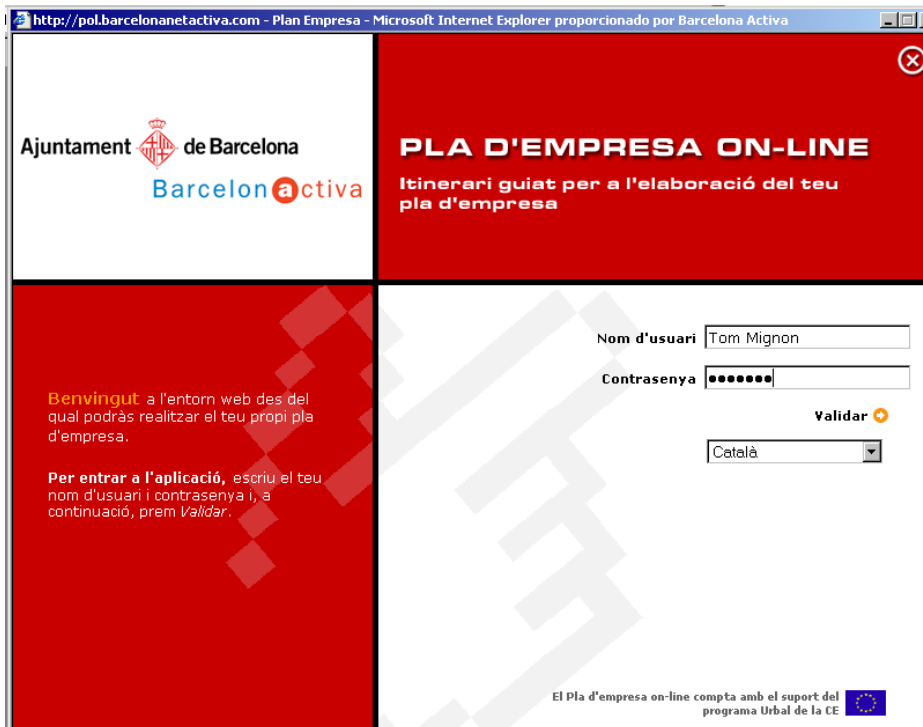 http://pol.barcelonanetactiva.com - Plan Empresa - Microsoft Internet Explorer proporcionado por Barcelona Activa
Ajuntament de Barcelona
Barcelonactiva
PLA D'EMPRESA ON-LINE
Itinerari guiat per a l'elaboració del teu
pla d'empresa
Benvingut a l'entorn web des del
qual podràs realitzar el teu propi pla
d'empresa.
Per entrar a l'aplicació, escriu el teu
nom d'usuari i contrasenya i, a
continuació, prem Validar.
Nom d'usuari Tom Mignon
Contrasenya •••••••
Validar
Català
El Pla d'empresa on-line compta amb el suport del
programa Urbal de la CE